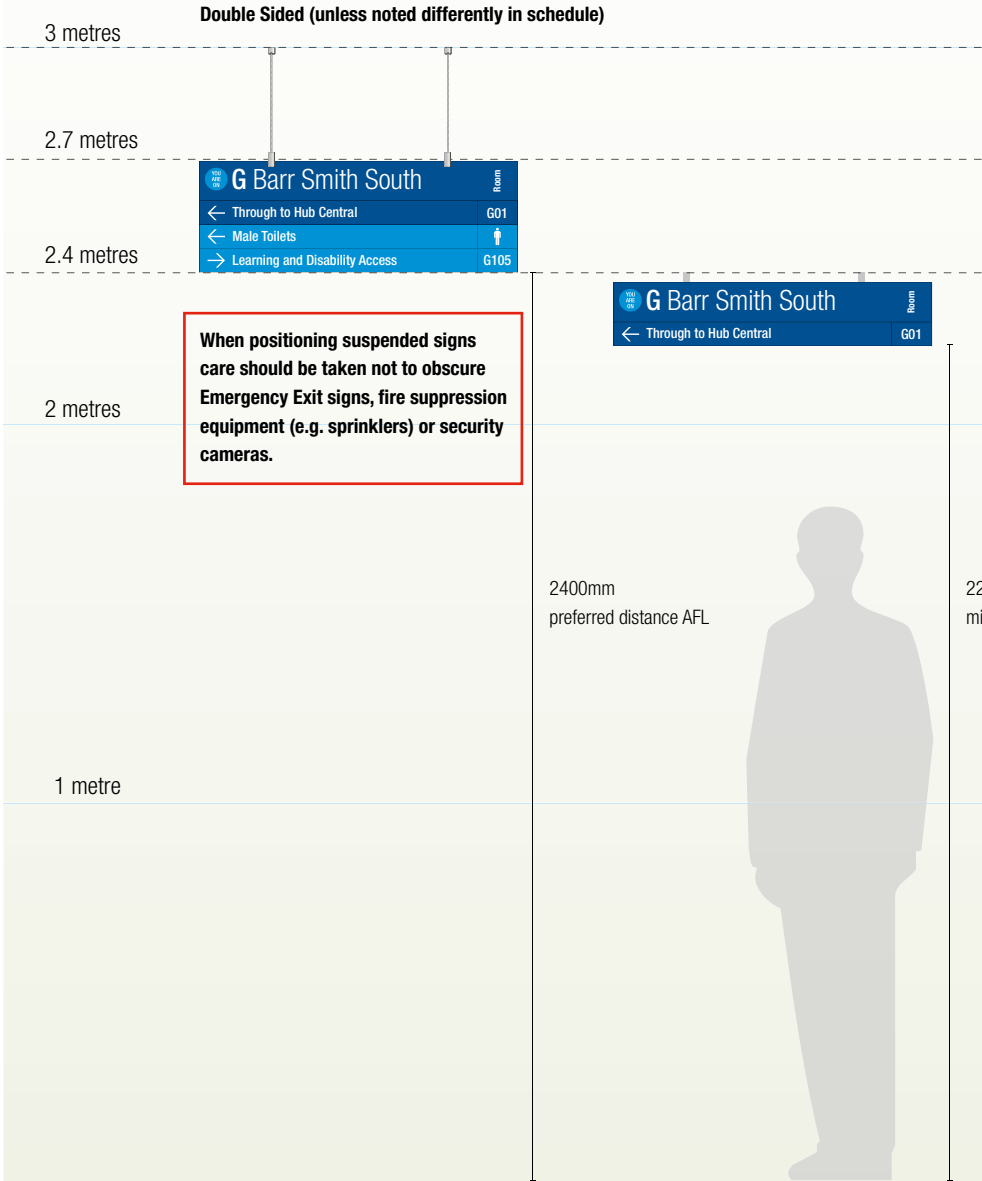 Double Sided (unless noted differently in schedule)
3 metres
2.7 metres
YOU
ARE
ON
G Barr Smith South
Room
← Through to Hub Central
G01
← Male Toilets
→ Learning and Disability Access
G105
2.4 metres
YOU
ARE
ON
G Barr Smith South
Room
← Through to Hub Central
G01
When positioning suspended signs
care should be taken not to obscure
Emergency Exit signs, fire suppression
equipment (e.g. sprinklers) or security
cameras.
2 metres
2400mm
preferred distance AFL
1 metre